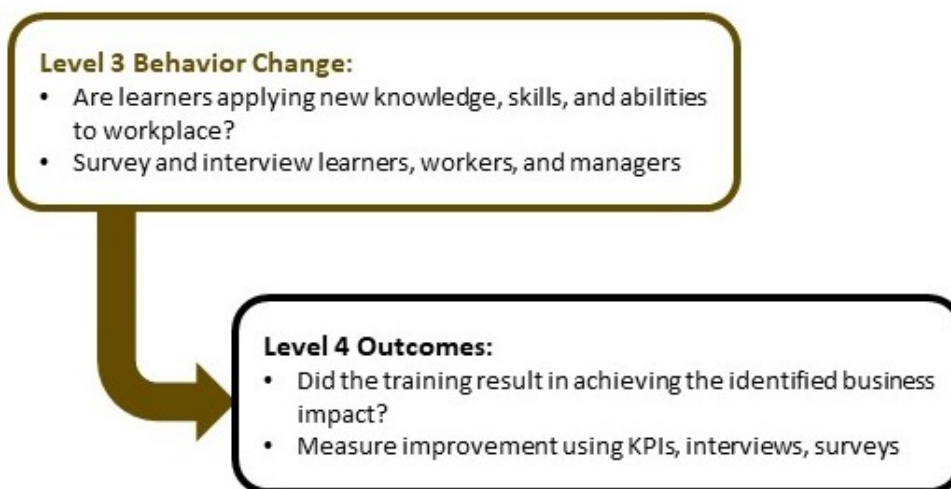 Level 3 Behavior Change:
• Are learners applying new knowledge, skills, and abilities
to workplace?
• Survey and interview learners, workers, and managers
Level 4 Outcomes:
• Did the training result in achieving the identified business
impact?
• Measure improvement using KPIs, interviews, surveys